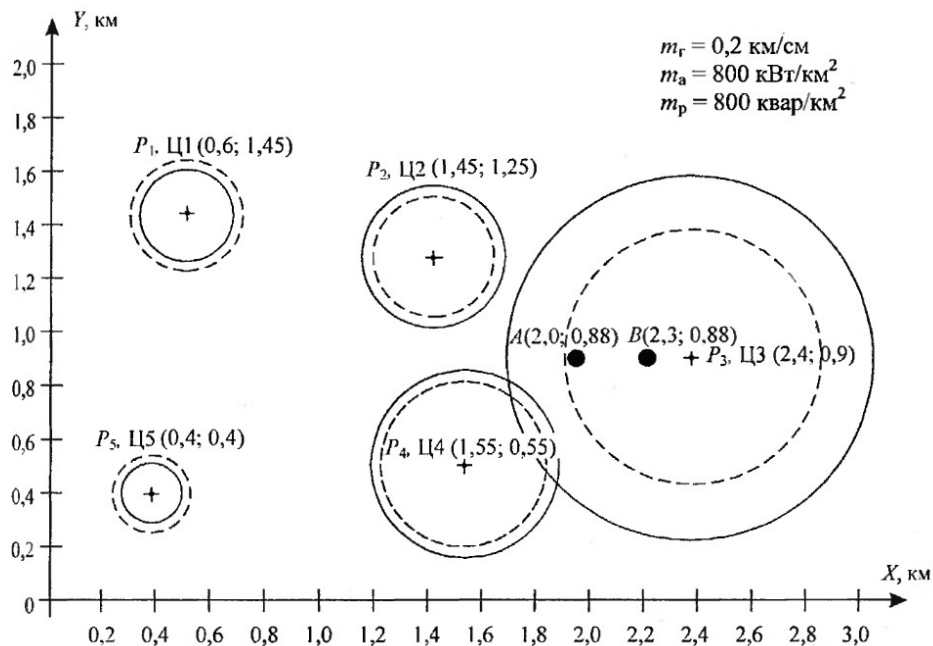 Y, км
m_г = 0,2 км/см
m_а = 800 кВт/км²
m_р = 800 квар/км²
2,0
1,8
P₁. Ц1 (0,6; 1,45)
P₂, Ц2 (1,45; 1,25)
1,6
1,4
1,2
1,0
A(2,0; 0,88) B(2,3; 0,88)
P₃. Ц3 (2,4; 0,9)
0,8
P₅. Ц5 (0,4; 0,4)
P₄. Ц4 (1,55; 0,55)
0,6
0,4
0,2
X, км
0
0,2 0,4 0,6 0,8 1,0 1,2 1,4 1,6 1,8 2,0 2,2 2,4 2,6 2,8 3,0